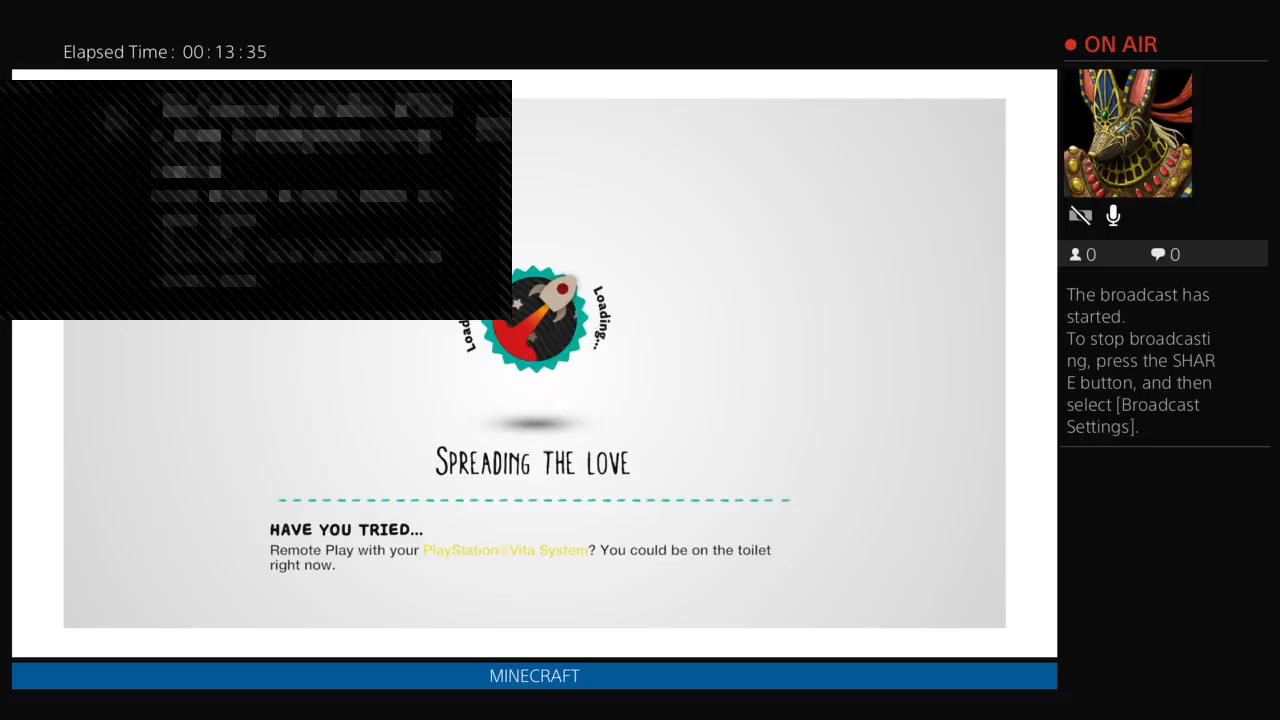 Elapsed Time: 00:13:35
ON AIR
0 0
The broadcast has
started.
To stop broadcasti
ng, press the SHAR
E button, and then
select [Broadcast
Settings].
Loading...
SPREADING THE LOVE
HAVE YOU TRIED...
Remote Play with your PlayStation®Vita System? You could be on the toilet
right now.
MINECRAFT